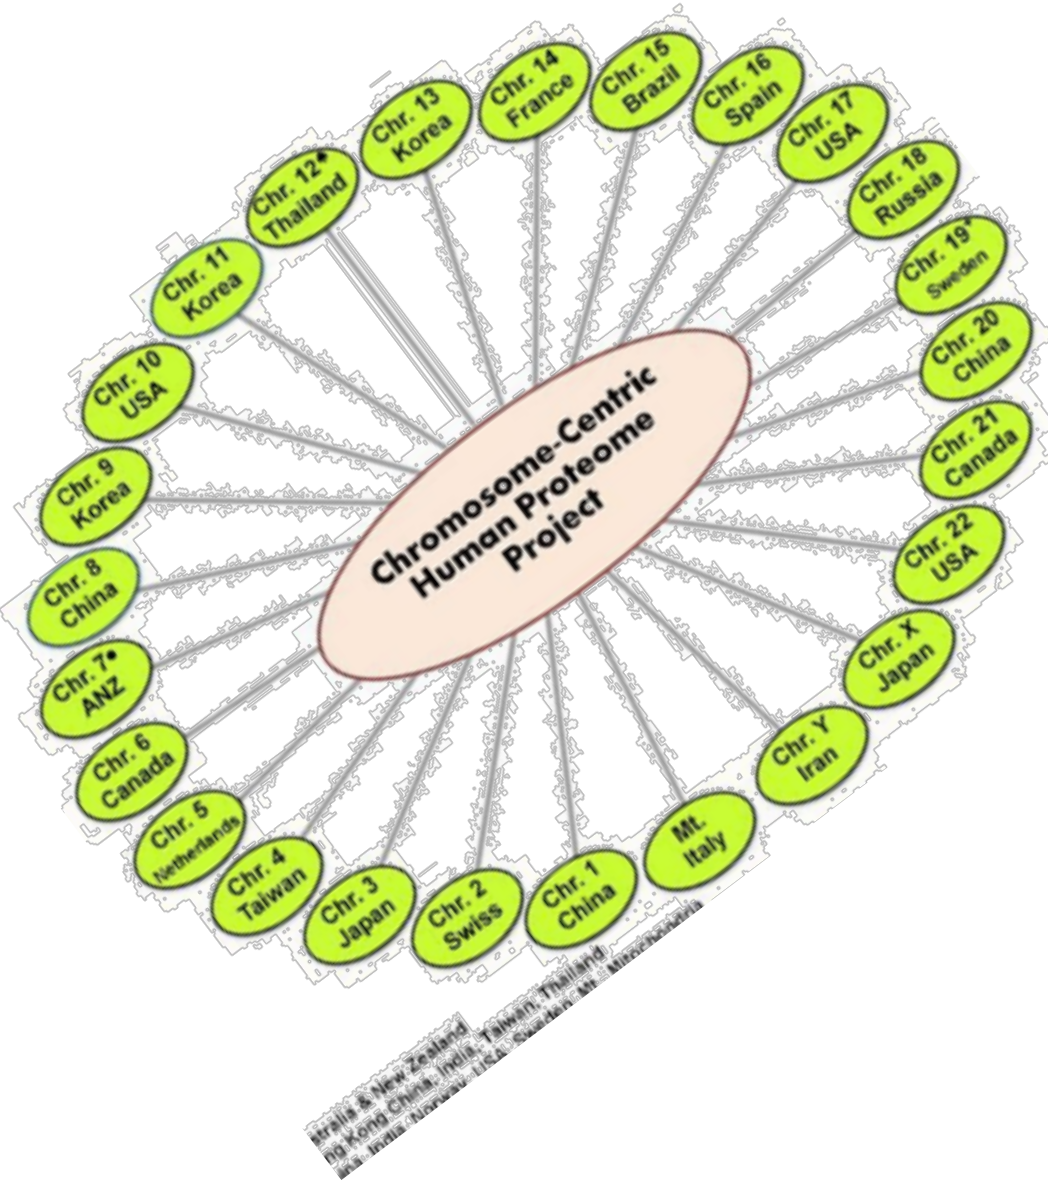 Chromosome-Centric
Human Proteome
Project
Chr. 1
China
Chr. 2
Swiss
Chr. 3
Japan
Chr. 4
Taiwan
Chr. 5
Netherlands
Chr. 6
Canada
Chr. 7•
ANZ
Chr. 8
China
Chr. 9
Korea
Chr. 10
USA
Chr. 11
Korea
Chr. 12♦
Thailand
Chr. 13
Korea
Chr. 14
France
Chr. 15
Brazil
Chr. 16
Spain
Chr. 17
USA
Chr. 18
Russia
Chr. 19*
Sweden
Chr. 20
China
Chr. 21
Canada
Chr. 22
USA
Chr. X
Japan
Chr. Y
Iran
Mt.
Italy
stralia & New Zealand
ng Kong China, India, Taiwan, Thailand
India, Norway, USA, Sweden, Mt - Mitochondria